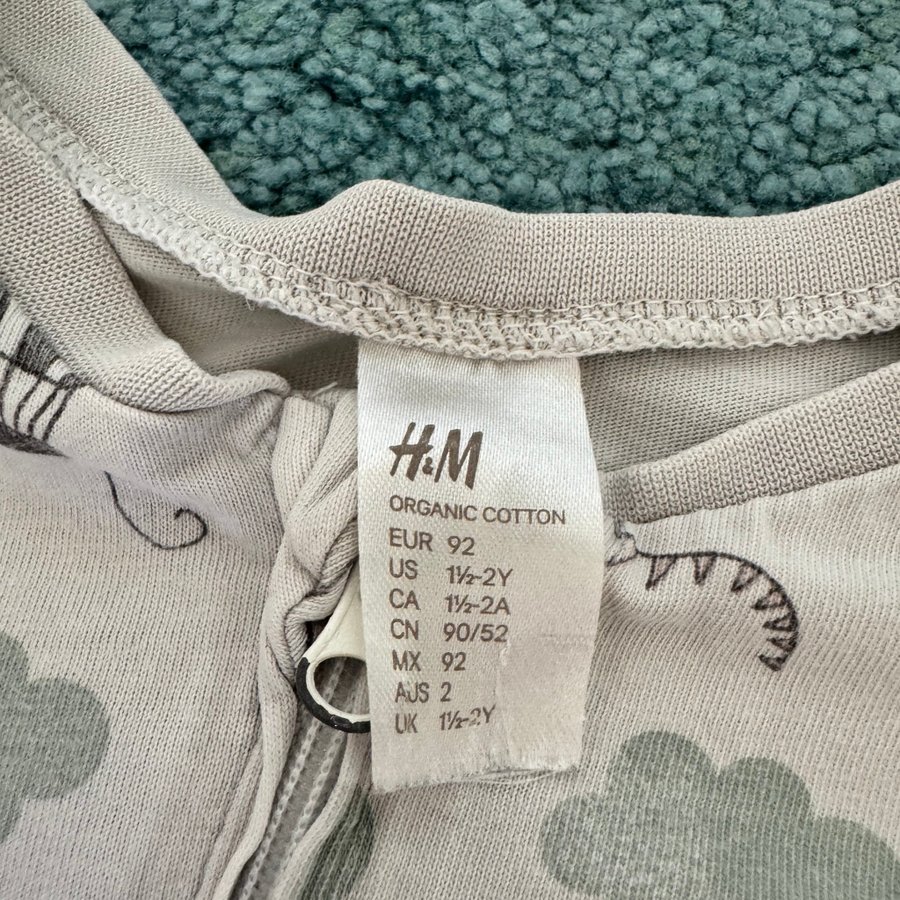 H&M
ORGANIC COTTON
EUR 92
US 1½-2Y
CA 1½-2A
CN 90/52
MX 92
AUS 2
UK 1½-2Y